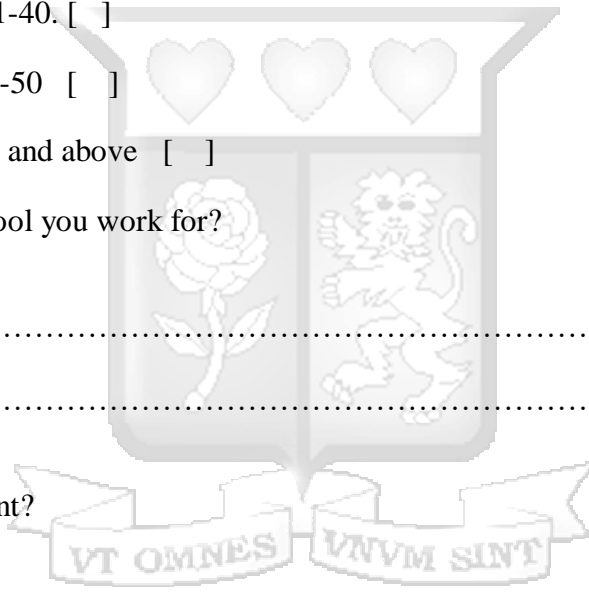 1-40. [ ]
-50 [ ]
and above [ ]
ool you work for?
……………………………………………………………
……………………………………………………………
nt?
VT OMNES VNVM SINT